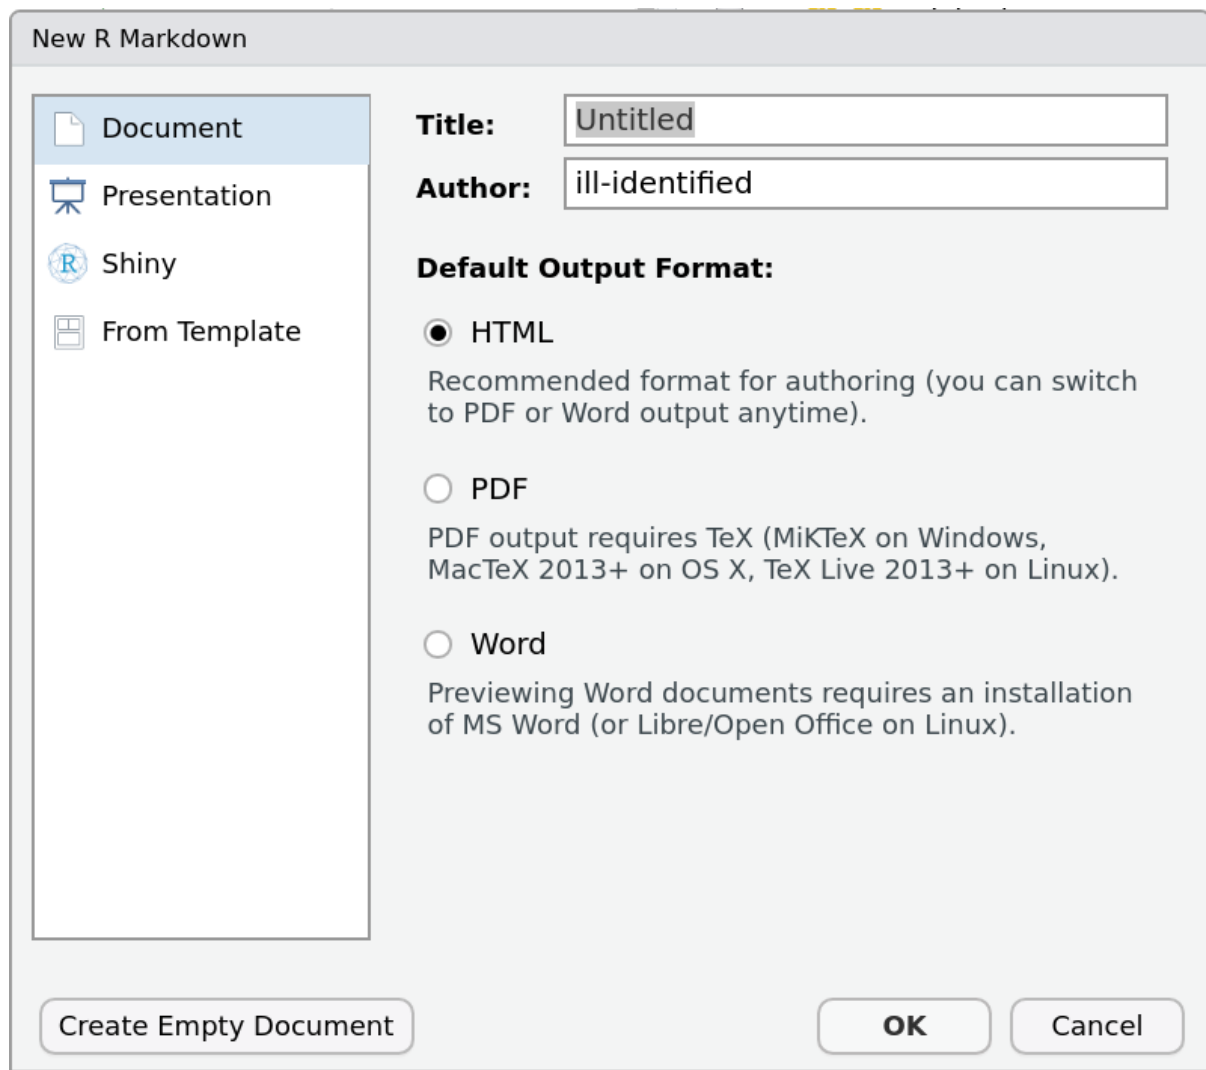 New R Markdown
Document
Presentation
Shiny
From Template
Title: Untitled
Author: ill-identified
Default Output Format:
HTML
Recommended format for authoring (you can switch
to PDF or Word output anytime).
PDF
PDF output requires TeX (MiKTeX on Windows,
MacTeX 2013+ on OS X, TeX Live 2013+ on Linux).
Word
Previewing Word documents requires an installation
of MS Word (or Libre/Open Office on Linux).
Create Empty Document
OK
Cancel